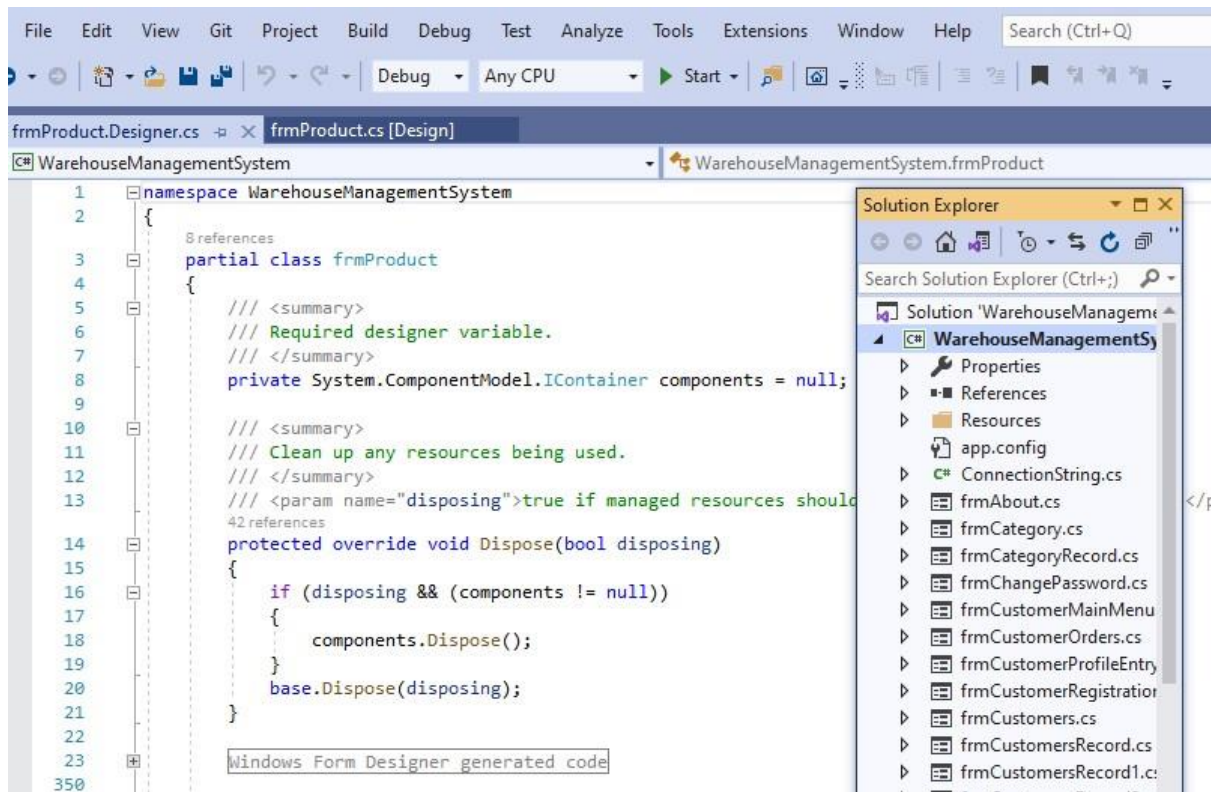 File Edit View Git Project Build Debug Test Analyze Tools Extensions Window Help Search (Ctrl+Q)
Debug Any CPU Start
frmProduct.Designer.cs frmProduct.cs [Design]
C# WarehouseManagementSystem WarehouseManagementSystem.frmProduct
1 namespace WarehouseManagementSystem
2 {
8 references
3 partial class frmProduct
4 {
5 /// <summary>
6 /// Required designer variable.
7 /// </summary>
8 private System.ComponentModel.IContainer components = null;
9
10 /// <summary>
11 /// Clean up any resources being used.
12 /// </summary>
13 /// <param name="disposing">true if managed resources should </p
42 references
14 protected override void Dispose(bool disposing)
15 {
16 if (disposing && (components != null))
17 {
18 components.Dispose();
19 }
20 base.Dispose(disposing);
21 }
22
23 Windows Form Designer generated code
350
Solution Explorer
Search Solution Explorer (Ctrl+;)
Solution 'WarehouseManageme
C# WarehouseManagementSy
Properties
References
Resources
app.config
C# ConnectionString.cs
frmAbout.cs
frmCategory.cs
frmCategoryRecord.cs
frmChangePassword.cs
frmCustomerMainMenu
frmCustomerOrders.cs
frmCustomerProfileEntry
frmCustomerRegistration
frmCustomers.cs
frmCustomersRecord.cs
frmCustomersRecord1.cs